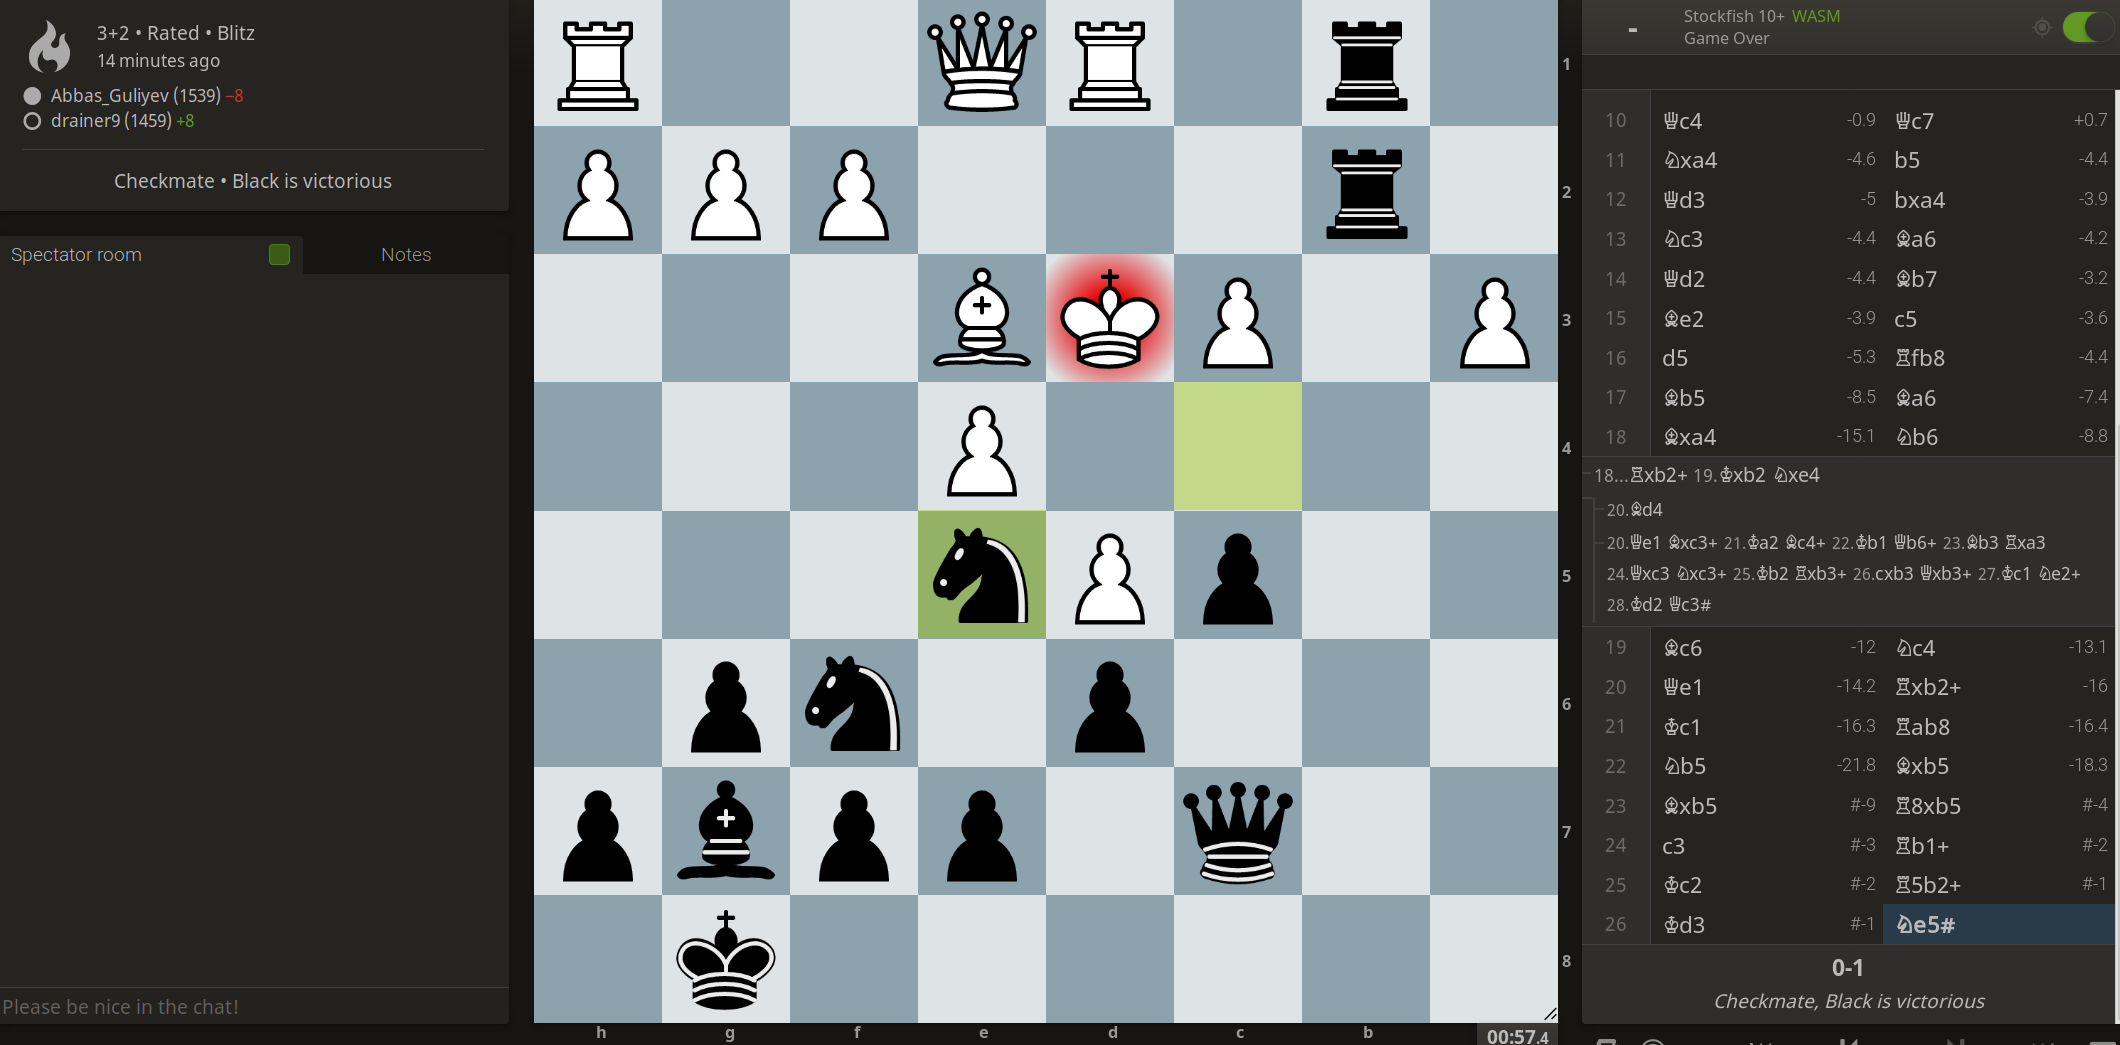 3+2 • Rated • Blitz
14 minutes ago
Abbas_Guliyev (1539) −8
drainer9 (1459) +8
Checkmate • Black is victorious
Spectator room
Notes
Please be nice in the chat!
1
2
3
4
5
6
7
8
h g f e d c b
00:57.4
- Stockfish 10+ WASM
Game Over
10 ♕c4 -0.9 ♕c7 +0.7
11 ♘xa4 -4.6 b5 -4.4
12 ♕d3 -5 bxa4 -3.9
13 ♘c3 -4.4 ♗a6 -4.2
14 ♕d2 -4.4 ♗b7 -3.2
15 ♗e2 -3.9 c5 -3.6
16 d5 -5.3 ♖fb8 -4.4
17 ♗b5 -8.5 ♗a6 -7.4
18 ♗xa4 -15.1 ♘b6 -8.8
18...♖xb2+ 19.♔xb2 ♘xe4
20.♗d4
20.♕e1 ♗xc3+ 21.♔a2 ♗c4+ 22.♔b1 ♕b6+ 23.♗b3 ♖xa3
24.♕xc3 ♘xc3+ 25.♔b2 ♖xb3+ 26.cxb3 ♕xb3+ 27.♔c1 ♘e2+
28.♔d2 ♕c3#
19 ♗c6 -12 ♘c4 -13.1
20 ♕e1 -14.2 ♖xb2+ -16
21 ♔c1 -16.3 ♖ab8 -16.4
22 ♘b5 -21.8 ♗xb5 -18.3
23 ♗xb5 #-9 ♖8xb5 #-4
24 c3 #-3 ♖b1+ #-2
25 ♔c2 #-2 ♖5b2+ #-1
26 ♔d3 #-1 ♘e5#
0-1
Checkmate, Black is victorious